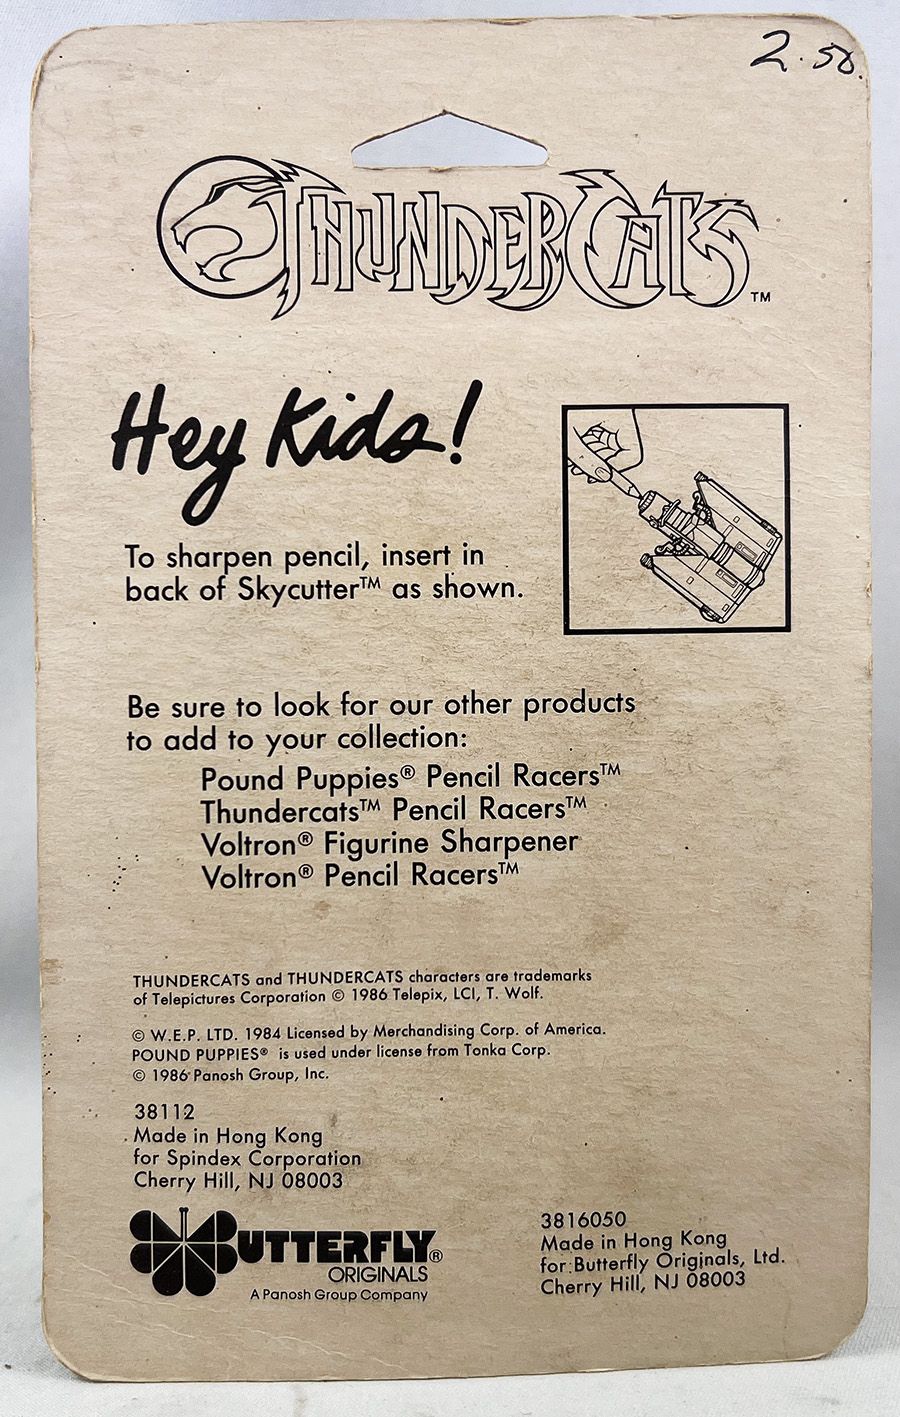 2.50.
THUNDERCATS™
Hey Kids!
To sharpen pencil, insert in
back of Skycutter™ as shown.
Be sure to look for our other products
to add to your collection:
Pound Puppies® Pencil Racers™
Thundercats™ Pencil Racers™
Voltron® Figurine Sharpener
Voltron® Pencil Racers™
THUNDERCATS and THUNDERCATS characters are trademarks
of Telepictures Corporation © 1986 Telepix, LCI, T. Wolf.
© W.E.P. LTD. 1984 Licensed by Merchandising Corp. of America.
POUND PUPPIES® is used under license from Tonka Corp.
© 1986 Panosh Group, Inc.
38112
Made in Hong Kong
for Spindex Corporation
Cherry Hill, NJ 08003
BUTTERFLY®
ORIGINALS
A Panosh Group Company
3816050
Made in Hong Kong
for Butterfly Originals, Ltd.
Cherry Hill, NJ 08003